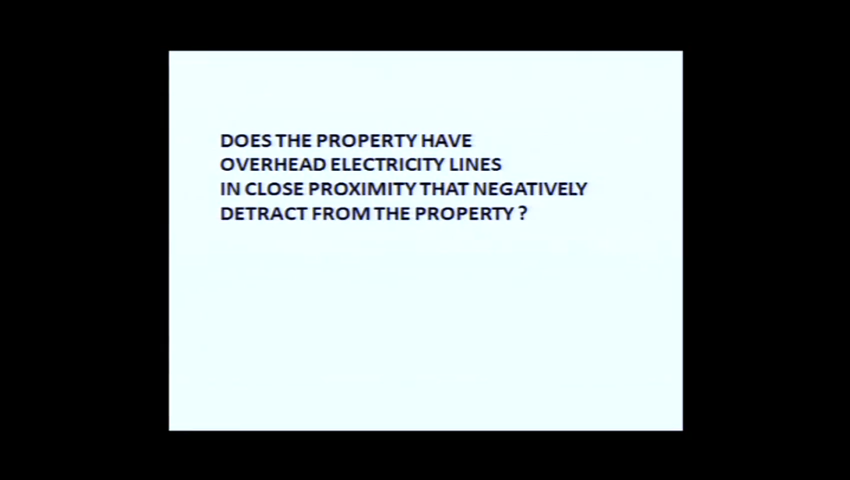 DOES THE PROPERTY HAVE
OVERHEAD ELECTRICITY LINES
IN CLOSE PROXIMITY THAT NEGATIVELY
DETRACT FROM THE PROPERTY ?